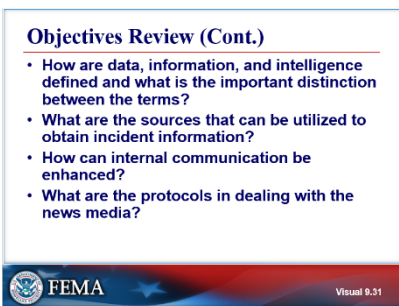 Objectives Review (Cont.)
• How are data, information, and intelligence
defined and what is the important distinction
between the terms?
• What are the sources that can be utilized to
obtain incident information?
• How can internal communication be
enhanced?
• What are the protocols in dealing with the
news media?
FEMA
Visual 9.31